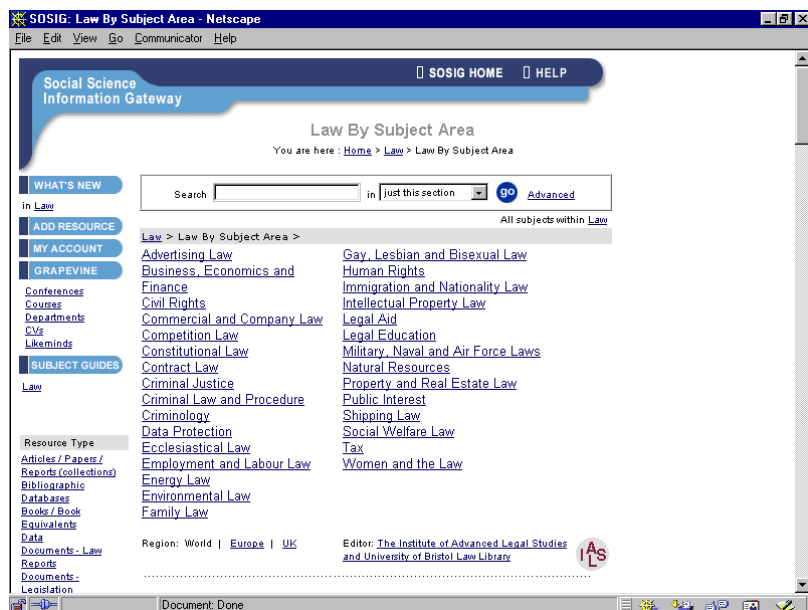 SOSIG: Law By Subject Area - Netscape
File Edit View Go Communicator Help
Social Science
Information Gateway
SOSIG HOME HELP
Law By Subject Area
You are here : Home > Law > Law By Subject Area
WHAT'S NEW
in Law
ADD RESOURCE
MY ACCOUNT
GRAPEVINE
Conferences
Courses
Departments
CVs
Likeminds
SUBJECT GUIDES
Law
Resource Type
Articles / Papers /
Reports (collections)
Bibliographic
Databases
Books / Book
Equivalents
Data
Documents - Law
Reports
Documents -
Legislation
Search in just this section go Advanced
All subjects within Law
Law > Law By Subject Area >
Advertising Law
Business, Economics and
Finance
Civil Rights
Commercial and Company Law
Competition Law
Constitutional Law
Contract Law
Criminal Justice
Criminal Law and Procedure
Criminology
Data Protection
Ecclesiastical Law
Employment and Labour Law
Energy Law
Environmental Law
Family Law
Gay, Lesbian and Bisexual Law
Human Rights
Immigration and Nationality Law
Intellectual Property Law
Legal Aid
Legal Education
Military, Naval and Air Force Laws
Natural Resources
Property and Real Estate Law
Public Interest
Shipping Law
Social Welfare Law
Tax
Women and the Law
Region: World | Europe | UK
Editor: The Institute of Advanced Legal Studies
and University of Bristol Law Library
IALS
Document: Done